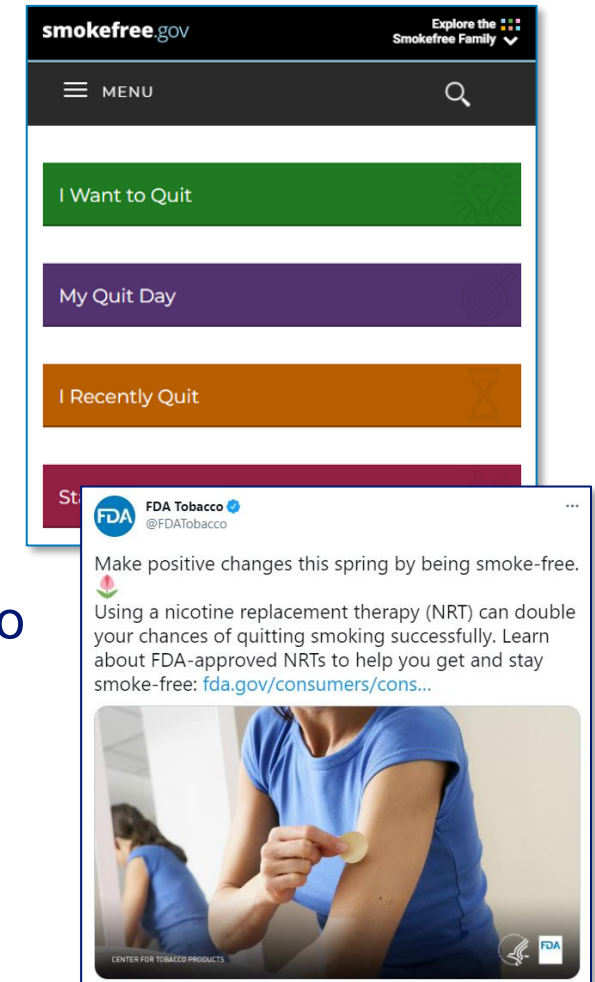 smokefree.gov
Explore the
Smokefree Family
MENU
I Want to Quit
My Quit Day
I Recently Quit
St
o
FDA
FDA Tobacco
@FDATobacco
...
Make positive changes this spring by being smoke-free.
🌷
Using a nicotine replacement therapy (NRT) can double
your chances of quitting smoking successfully. Learn
about FDA-approved NRTs to help you get and stay
smoke-free: fda.gov/consumers/cons...
CENTER FOR TOBACCO PRODUCTS
FDA